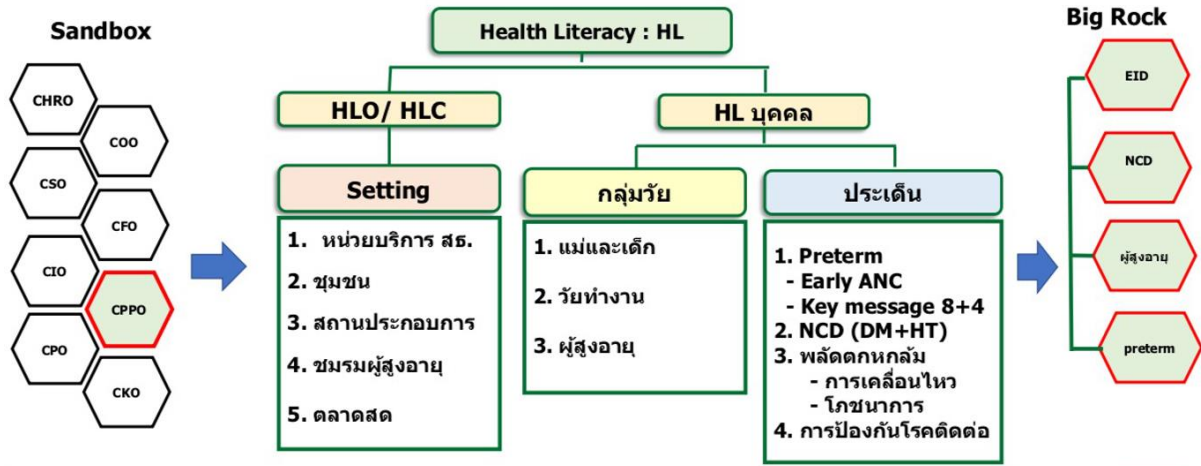 Sandbox
CHRO
COO
CSO
CFO
CIO
CPPO
CPO
CKO
Health Literacy : HL
HLO/ HLC
HL บุคคล
Setting
1. หน่วยบริการ สธ.
2. ชุมชน
3. สถานประกอบการ
4. ชมรมผู้สูงอายุ
5. ตลาดสด
กลุ่มวัย
1. แม่และเด็ก
2. วัยทำงาน
3. ผู้สูงอายุ
ประเด็น
1. Preterm
- Early ANC
- Key message 8+4
2. NCD (DM+HT)
3. พลัดตกหกล้ม
- การเคลื่อนไหว
- โภชนาการ
4. การป้องกันโรคติดต่อ
Big Rock
EID
NCD
ผู้สูงอายุ
preterm